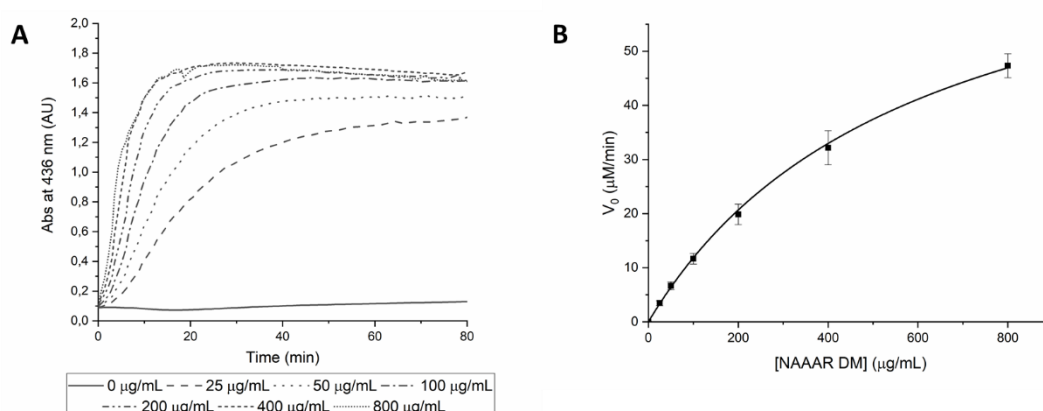 A
Abs at 436 nm (AU)
2,0
1,8
1,6
1,4
1,2
1,0
0,8
0,6
0,4
0,2
0,0
0 20 40 60 80
Time (min)
0 μg/mL 25 μg/mL 50 μg/mL 100 μg/mL
200 μg/mL 400 μg/mL 800 μg/mL
B
V0 (μM/min)
50
40
30
20
10
0
0 200 400 600 800
[NAAAR DM] (μg/mL)